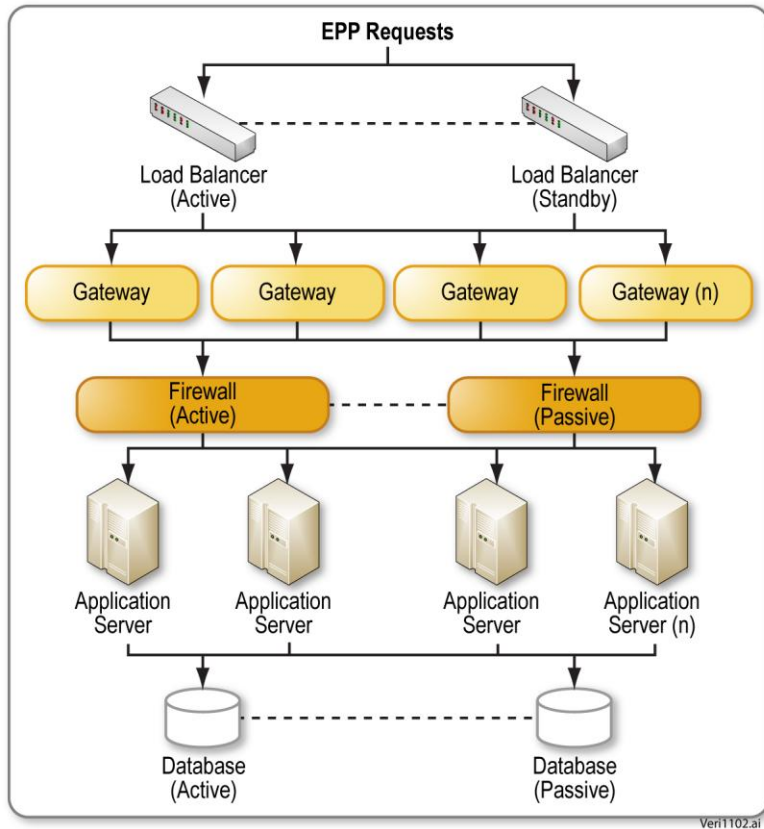 EPP Requests
Load Balancer
(Active)
Load Balancer
(Standby)
Gateway
Gateway
Gateway
Gateway (n)
Firewall
(Active)
Firewall
(Passive)
Application
Server
Application
Server
Application
Server
Application
Server (n)
Database
(Active)
Database
(Passive)
Veri1102.ai